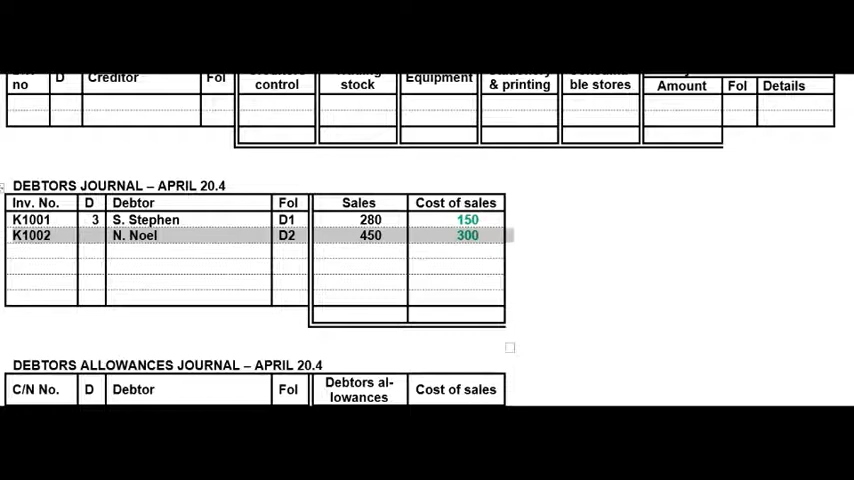 no D Creditor Fol control stock Equipment & printing ble stores Amount Fol Details
DEBTORS JOURNAL – APRIL 20.4
Inv. No. D Debtor Fol Sales Cost of sales
K1001 3 S. Stephen D1 280 150
K1002 N. Noel D2 450 300
DEBTORS ALLOWANCES JOURNAL – APRIL 20.4
C/N No. D Debtor Fol Debtors al- Cost of sales
lowances